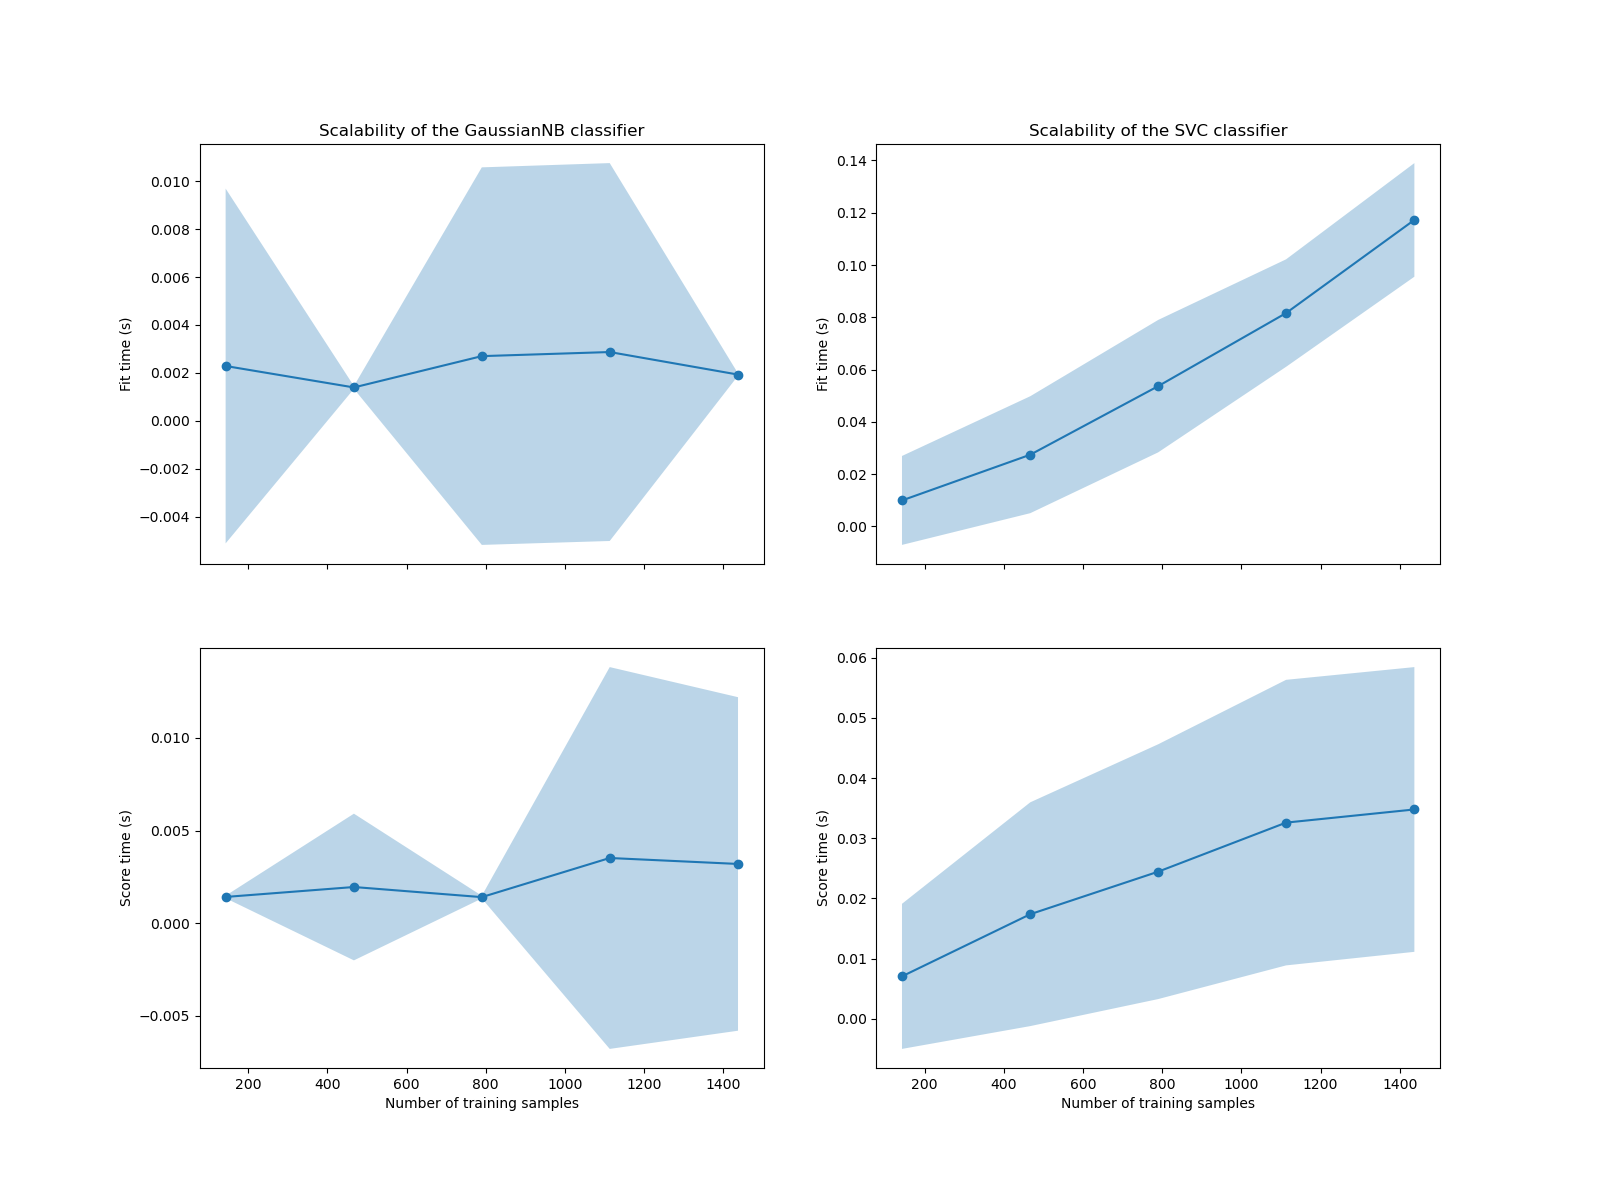 Scalability of the GaussianNB classifier
Fit time (s)
0.010
0.008
0.006
0.004
0.002
0.000
−0.002
−0.004
Scalability of the SVC classifier
Fit time (s)
0.14
0.12
0.10
0.08
0.06
0.04
0.02
0.00
Score time (s)
0.010
0.005
0.000
−0.005
200 400 600 800 1000 1200 1400
Number of training samples
Score time (s)
0.06
0.05
0.04
0.03
0.02
0.01
0.00
200 400 600 800 1000 1200 1400
Number of training samples